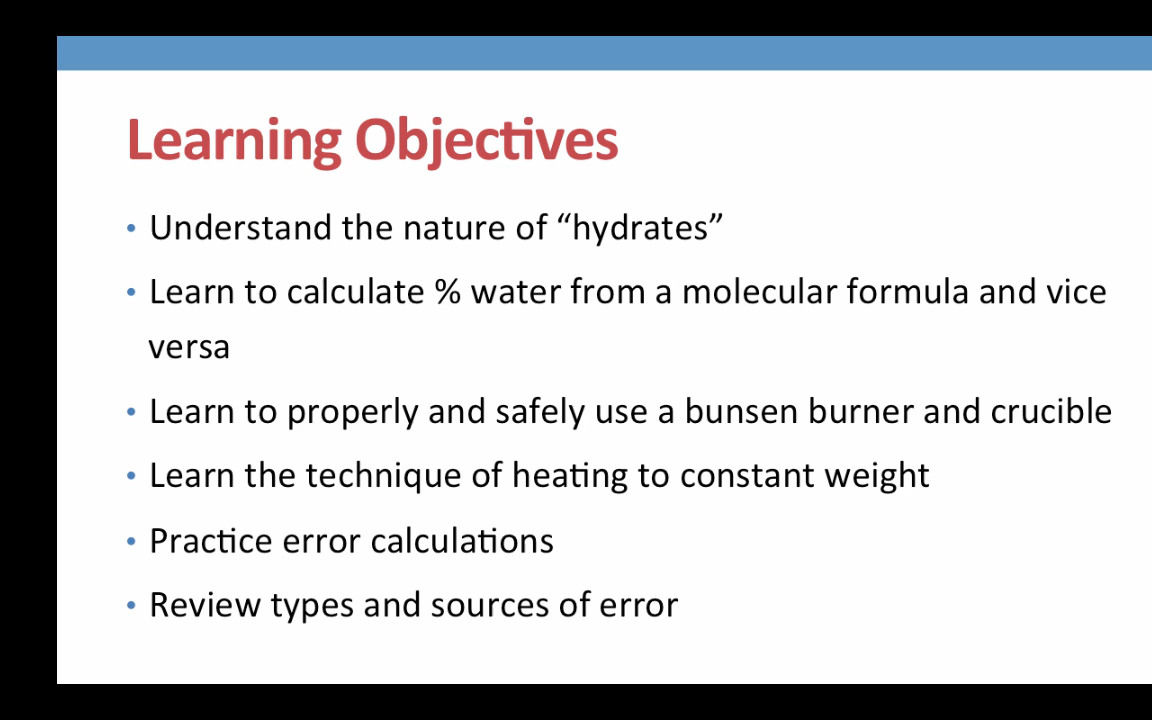 Learning Objectives
• Understand the nature of “hydrates”
• Learn to calculate % water from a molecular formula and vice
versa
• Learn to properly and safely use a bunsen burner and crucible
• Learn the technique of heating to constant weight
• Practice error calculations
• Review types and sources of error